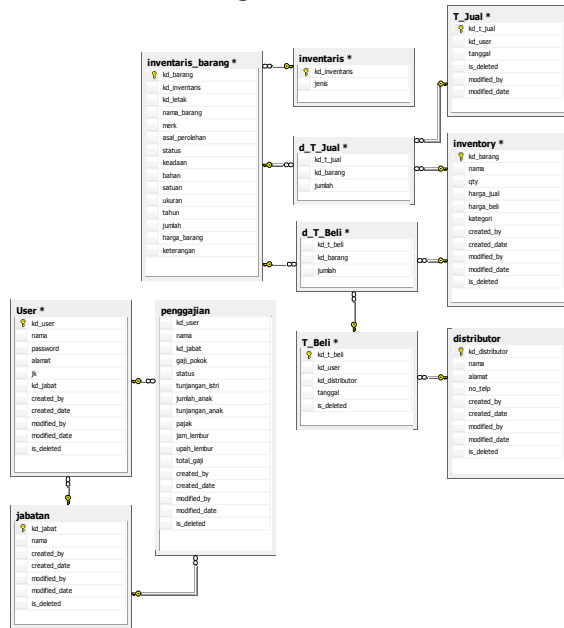 T_Jual *
kd_t_jual
kd_user
tanggal
is_deleted
modified_by
modified_date
inventaris_barang *
kd_barang
kd_inventaris
kd_letak
nama_barang
merk
asal_perolehan
status
keadaan
bahan
satuan
ukuran
tahun
jumlah
harga_barang
keterangan
inventaris *
kd_inventaris
jenis
d_T_Jual *
kd_t_jual
kd_barang
jumlah
inventory *
kd_barang
nama
qty
harga_jual
harga_beli
kategori
created_by
created_date
modified_by
modified_date
is_deleted
d_T_Beli *
kd_t_beli
kd_barang
jumlah
User *
kd_user
nama
password
alamat
jk
kd_jabat
created_by
created_date
modified_by
modified_date
is_deleted
penggajian
kd_user
nama
kd_jabat
gaji_pokok
status
tunjangan_istri
jumlah_anak
tunjangan_anak
pajak
jam_lembur
upah_lembur
total_gaji
created_by
created_date
modified_by
modified_date
is_deleted
T_Beli *
kd_t_beli
kd_user
kd_distributor
tanggal
is_deleted
distributor
kd_distributor
nama
alamat
no_telp
created_by
created_date
modified_by
modified_date
is_deleted
jabatan
kd_jabat
nama
created_by
created_date
modified_by
modified_date
is_deleted